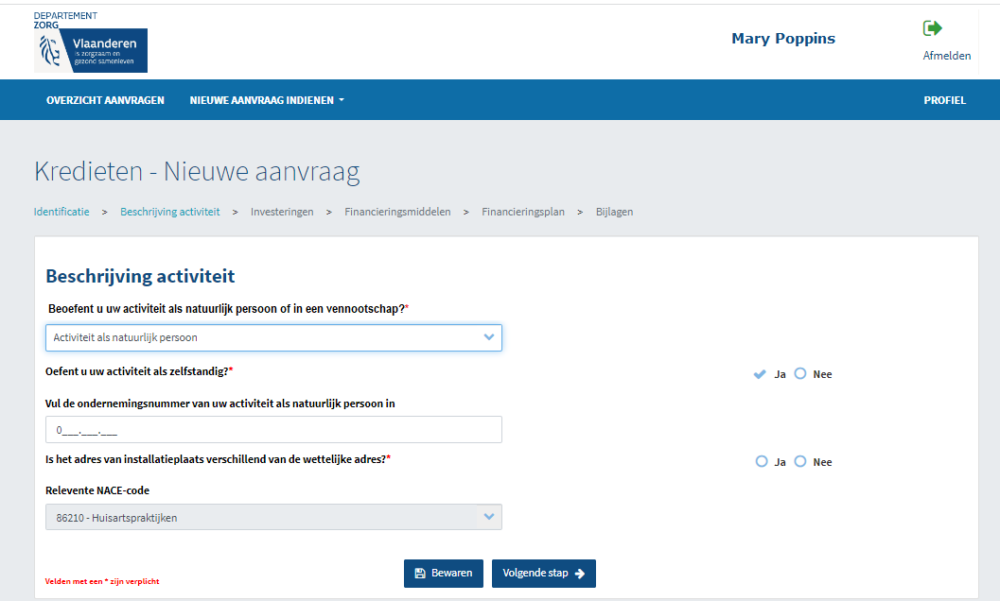 DEPARTEMENT
ZORG
Vlaanderen
is zorgzaam en
gezond samenleven
Mary Poppins
Afmelden
OVERZICHT AANVRAGEN NIEUWE AANVRAAG INDIENEN PROFIEL
Kredieten - Nieuwe aanvraag
Identificatie > Beschrijving activiteit > Investeringen > Financieringsmiddelen > Financieringsplan > Bijlagen
Beschrijving activiteit
Beoefent u uw activiteit als natuurlijk persoon of in een vennootschap?*
Activiteit als natuurlijk persoon
Oefent u uw activiteit als zelfstandig?* Ja Nee
Vul de ondernemingsnummer van uw activiteit als natuurlijk persoon in
0___.___.___
Is het adres van installatieplaats verschillend van de wettelijke adres?* Ja Nee
Relevente NACE-code
86210 - Huisartspraktijken
Bewaren Volgende stap
Velden met een * zijn verplicht